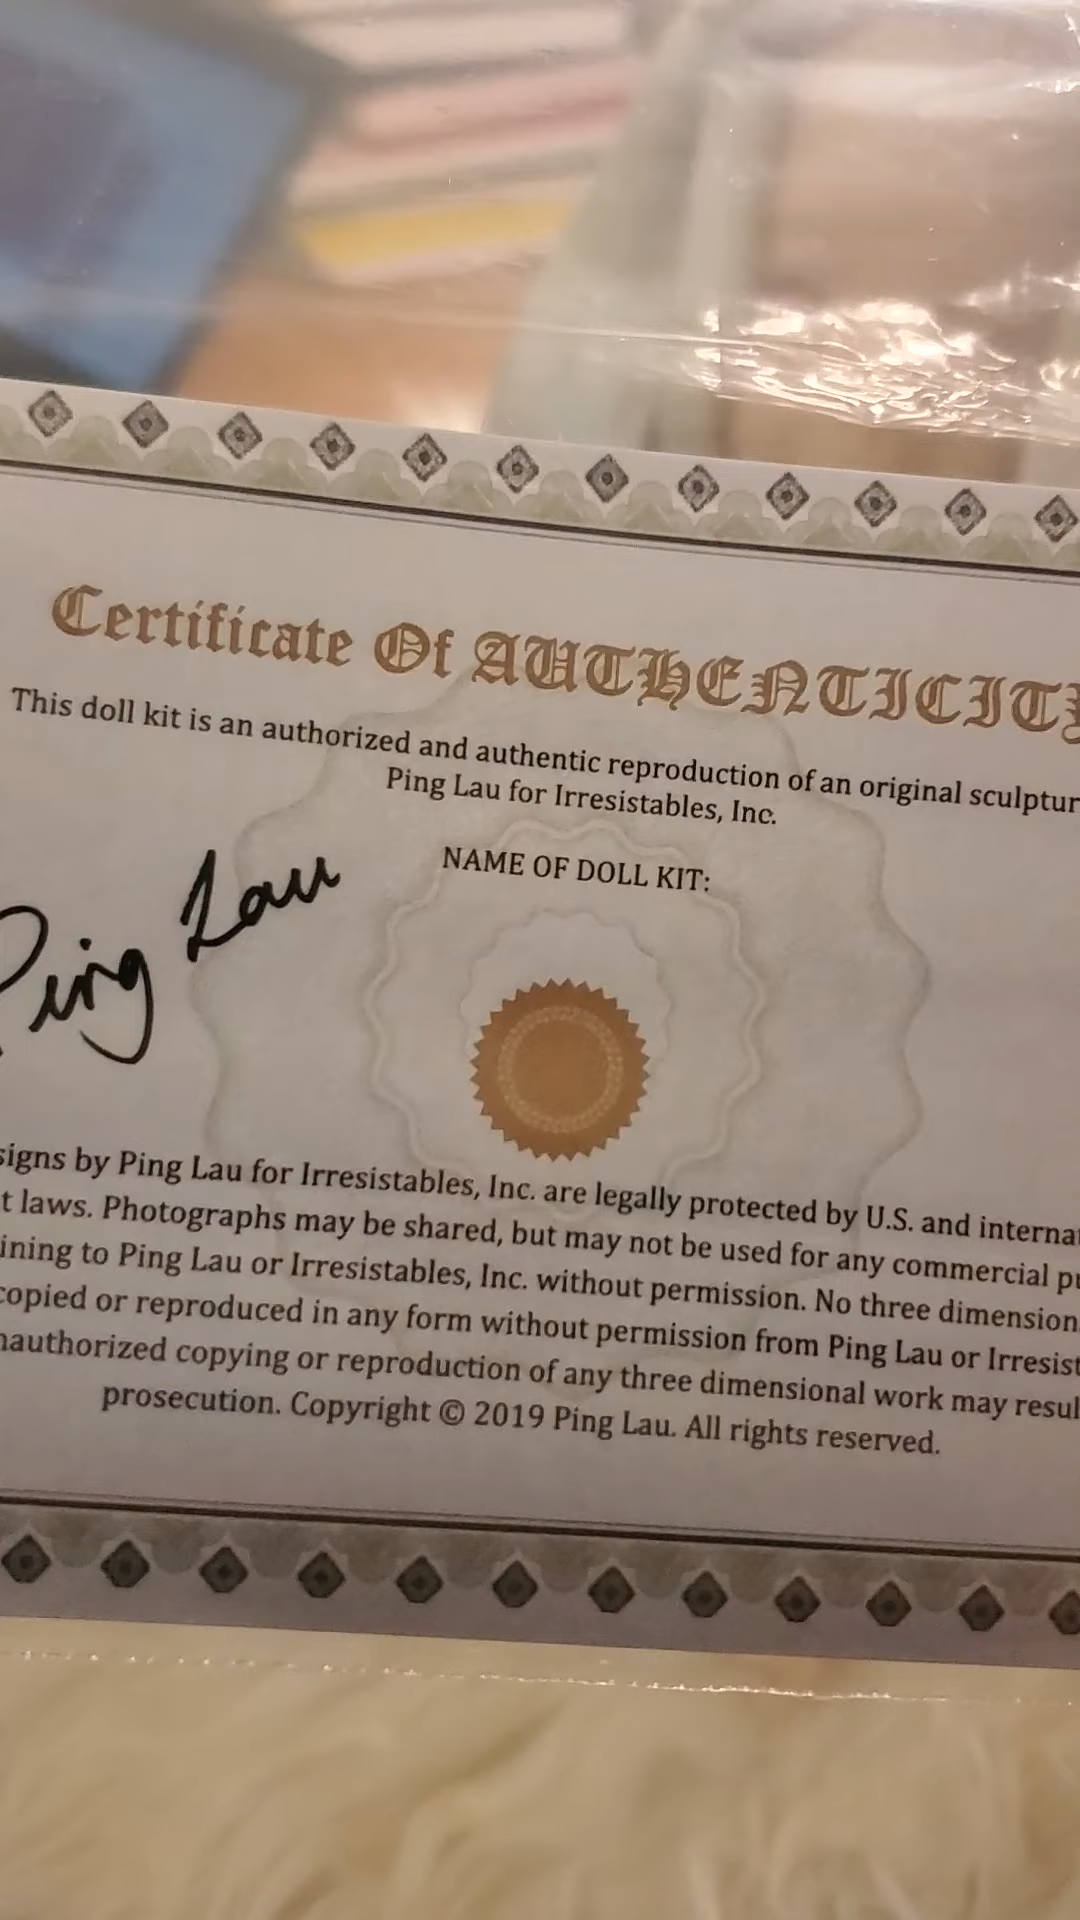 Certificate Of AUTHENTICITY
This doll kit is an authorized and authentic reproduction of an original sculptur
Ping Lau for Irresistables, Inc.
NAME OF DOLL KIT:
Ping Lau
signs by Ping Lau for Irresistables, Inc. are legally protected by U.S. and interna
t laws. Photographs may be shared, but may not be used for any commercial pu
ining to Ping Lau or Irresistables, Inc. without permission. No three dimension
copied or reproduced in any form without permission from Ping Lau or Irresist
nauthorized copying or reproduction of any three dimensional work may resul
prosecution. Copyright © 2019 Ping Lau. All rights reserved.